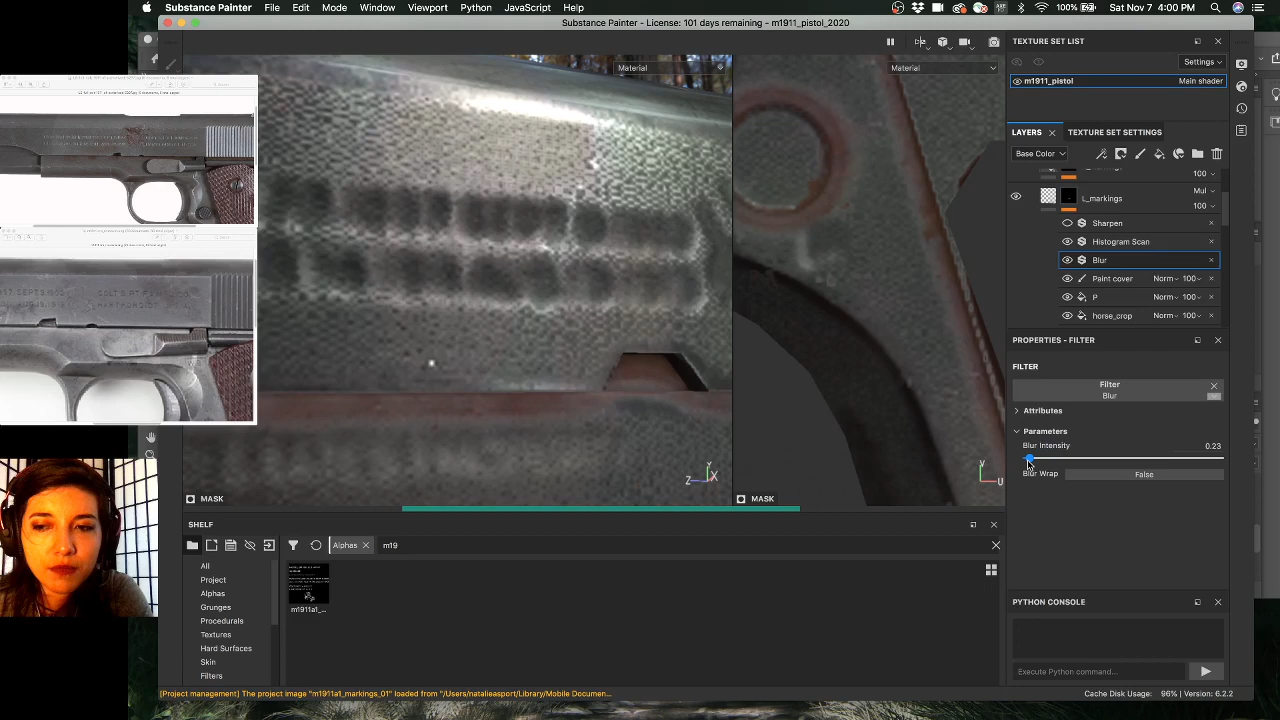 Substance Painter File Edit Mode Window Viewport Python JavaScript Help
100% Sat Nov 7 4:00 PM
Substance Painter - License: 101 days remaining - m1911_pistol_2020
Material
Material
TEXTURE SET LIST
Settings
m1911_pistol Main shader
LAYERS TEXTURE SET SETTINGS
Base Color
100
L_markings Mul
100
Sharpen
Histogram Scan
Blur
Paint cover Norm 100
P Norm 100
horse_crop Norm 100
PROPERTIES - FILTER
FILTER
Filter
Blur
Attributes
Parameters
Blur Intensity 0.23
Blur Wrap False
Z Y X
V U
MASK
MASK
SHELF
Alphas m19
All
Project
Alphas
Grunges
Procedurals
Textures
Hard Surfaces
Skin
Filters
m1911a1_...
PYTHON CONSOLE
Execute Python command...
[Project management] The project image "m1911a1_markings_01" loaded from "/Users/natalieasport/Library/Mobile Documen...
Cache Disk Usage: 96% | Version: 6.2.2